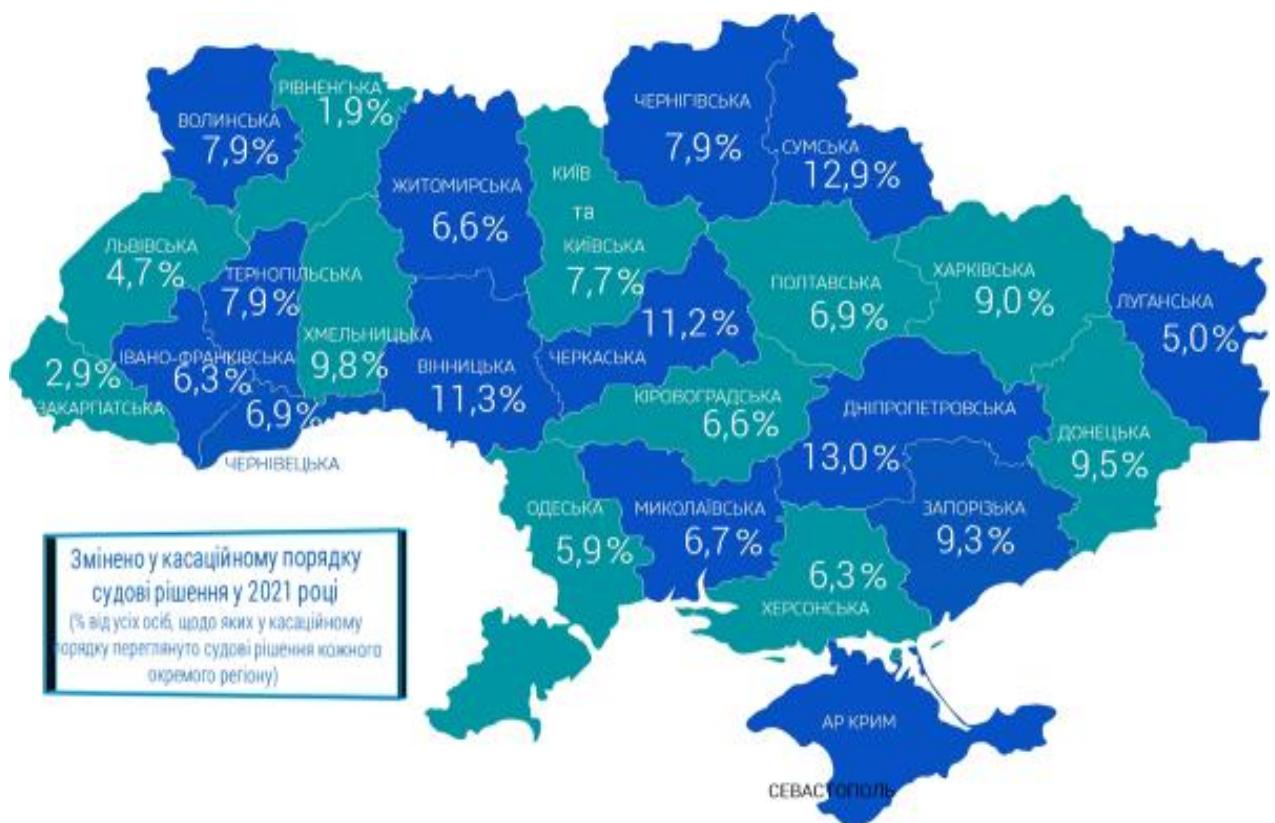 РІВНЕНСЬКА
1,9%
ВОЛИНСЬКА
7,9%
ЧЕРНІГІВСЬКА
7,9%
СУМСЬКА
12,9%
ЖИТОМИРСЬКА
6,6%
КИЇВ
та
КИЇВСЬКА
7,7%
ЛЬВІВСЬКА
4,7%
ТЕРНОПІЛЬСЬКА
7,9%
ХМЕЛЬНИЦЬКА
9,8%
ПОЛТАВСЬКА
6,9%
ХАРКІВСЬКА
9,0%
ЛУГАНСЬКА
5,0%
2,9%
ЗАКАРПАТСЬКА
ІВАНО-ФРАНКІВСЬКА
6,3%
6,9%
ЧЕРНІВЕЦЬКА
ВІННИЦЬКА
11,3%
11,2%
ЧЕРКАСЬКА
КІРОВОГРАДСЬКА
6,6%
ДНІПРОПЕТРОВСЬКА
13,0%
ДОНЕЦЬКА
9,5%
ОДЕСЬКА
5,9%
МИКОЛАЇВСЬКА
6,7%
ЗАПОРІЗЬКА
9,3%
6,3%
ХЕРСОНСЬКА
Змінено у касаційному порядку
судові рішення у 2021 році
(% від усіх осіб, щодо яких у касаційному
порядку переглянуто судові рішення кожного
окремого регіону)
АР КРИМ
СЕВАСТОПОЛЬ